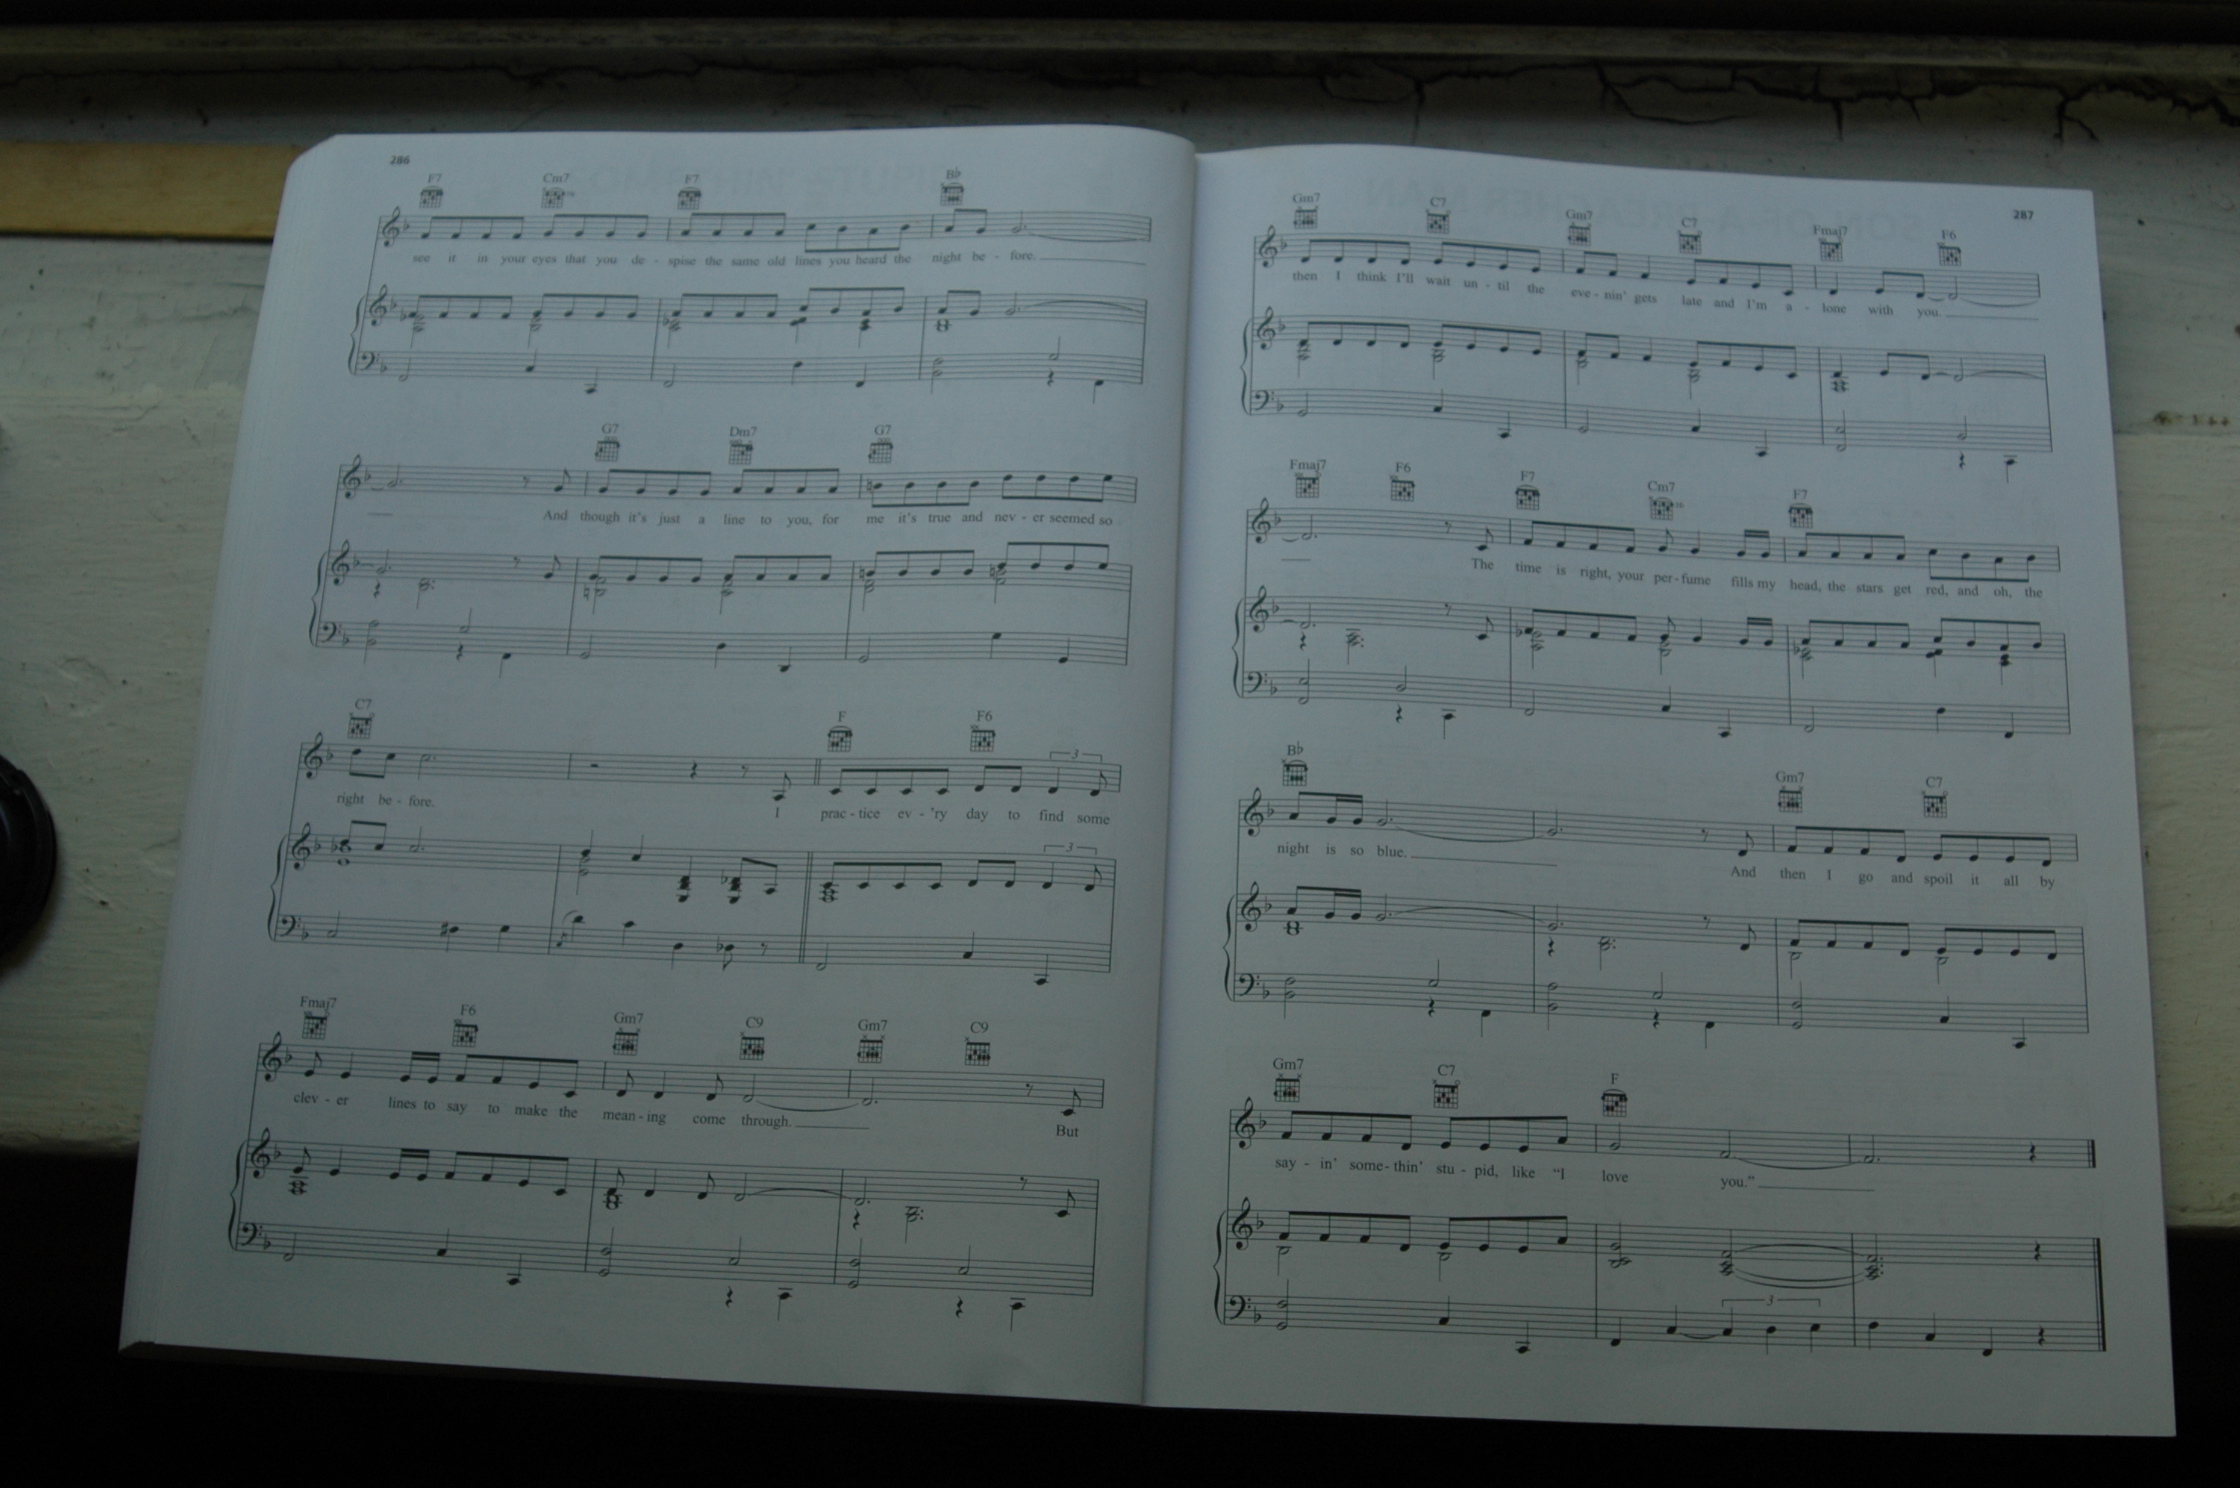 286
F7 Cm7 F7 B♭
see it in your eyes that you de - spise the same old lines you heard the night be - fore.
G7 Dm7 G7
And though it's just a line to you, for me it's true and nev - er seemed so
C7 F F6
3
right be - fore. I prac - tice ev - 'ry day to find some
3
Fmaj7 F6 Gm7 C9 Gm7 C9
clev - er lines to say to make the mean - ing come through. But
287
Gm7 C7 Gm7 C7 Fmaj7 F6
then I think I'll wait un - til the eve - nin' gets late and I'm a - lone with you.
Fmaj7 F6 F7 Cm7 F7
The time is right, your per - fume fills my head, the stars get red, and oh, the
B♭ Gm7 C7
night is so blue. And then I go and spoil it all by
Gm7 C7 F
say - in' some - thin' stu - pid, like "I love you."
3